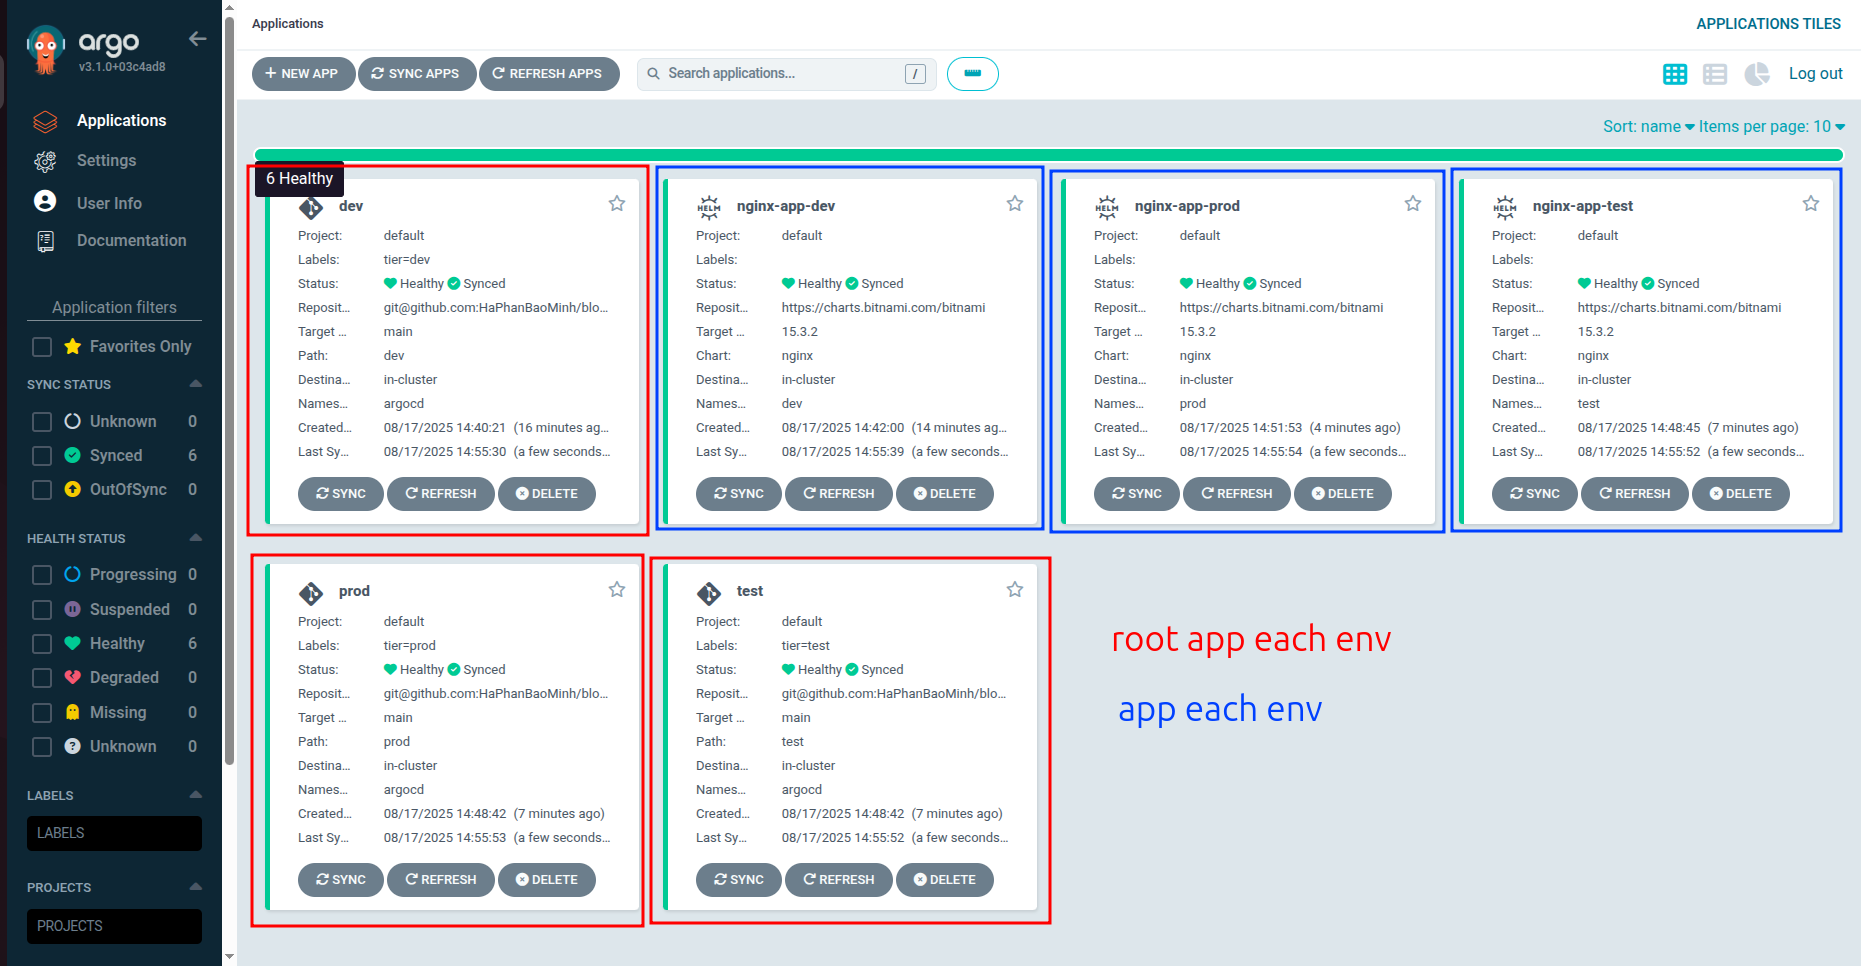 argo
v3.1.0+03c4ad8
Applications
Settings
User Info
Documentation
Application filters
Favorites Only
SYNC STATUS
Unknown 0
Synced 6
OutOfSync 0
HEALTH STATUS
Progressing 0
Suspended 0
Healthy 6
Degraded 0
Missing 0
Unknown 0
LABELS
LABELS
PROJECTS
PROJECTS
Applications
APPLICATIONS TILES
+ NEW APP SYNC APPS REFRESH APPS Search applications... / Log out
Sort: name Items per page: 10
6 Healthy
dev
Project: default
Labels: tier=dev
Status: Healthy Synced
Reposit... git@github.com:HaPhanBaoMinh/blo...
Target ... main
Path: dev
Destina... in-cluster
Names... argocd
Created... 08/17/2025 14:40:21 (16 minutes ag...
Last Sy... 08/17/2025 14:55:30 (a few seconds...
SYNC REFRESH DELETE
HELM nginx-app-dev
Project: default
Labels:
Status: Healthy Synced
Reposit... https://charts.bitnami.com/bitnami
Target ... 15.3.2
Chart: nginx
Destina... in-cluster
Names... dev
Created... 08/17/2025 14:42:00 (14 minutes ag...
Last Sy... 08/17/2025 14:55:39 (a few seconds...
SYNC REFRESH DELETE
HELM nginx-app-prod
Project: default
Labels:
Status: Healthy Synced
Reposit... https://charts.bitnami.com/bitnami
Target ... 15.3.2
Chart: nginx
Destina... in-cluster
Names... prod
Created... 08/17/2025 14:51:53 (4 minutes ago)
Last Sy... 08/17/2025 14:55:54 (a few seconds...
SYNC REFRESH DELETE
HELM nginx-app-test
Project: default
Labels:
Status: Healthy Synced
Reposit... https://charts.bitnami.com/bitnami
Target ... 15.3.2
Chart: nginx
Destina... in-cluster
Names... test
Created... 08/17/2025 14:48:45 (7 minutes ago)
Last Sy... 08/17/2025 14:55:52 (a few seconds...
SYNC REFRESH DELETE
prod
Project: default
Labels: tier=prod
Status: Healthy Synced
Reposit... git@github.com:HaPhanBaoMinh/blo...
Target ... main
Path: prod
Destina... in-cluster
Names... argocd
Created... 08/17/2025 14:48:42 (7 minutes ago)
Last Sy... 08/17/2025 14:55:53 (a few seconds...
SYNC REFRESH DELETE
test
Project: default
Labels: tier=test
Status: Healthy Synced
Reposit... git@github.com:HaPhanBaoMinh/blo...
Target ... main
Path: test
Destina... in-cluster
Names... argocd
Created... 08/17/2025 14:48:42 (7 minutes ago)
Last Sy... 08/17/2025 14:55:52 (a few seconds...
SYNC REFRESH DELETE
root app each env
app each env